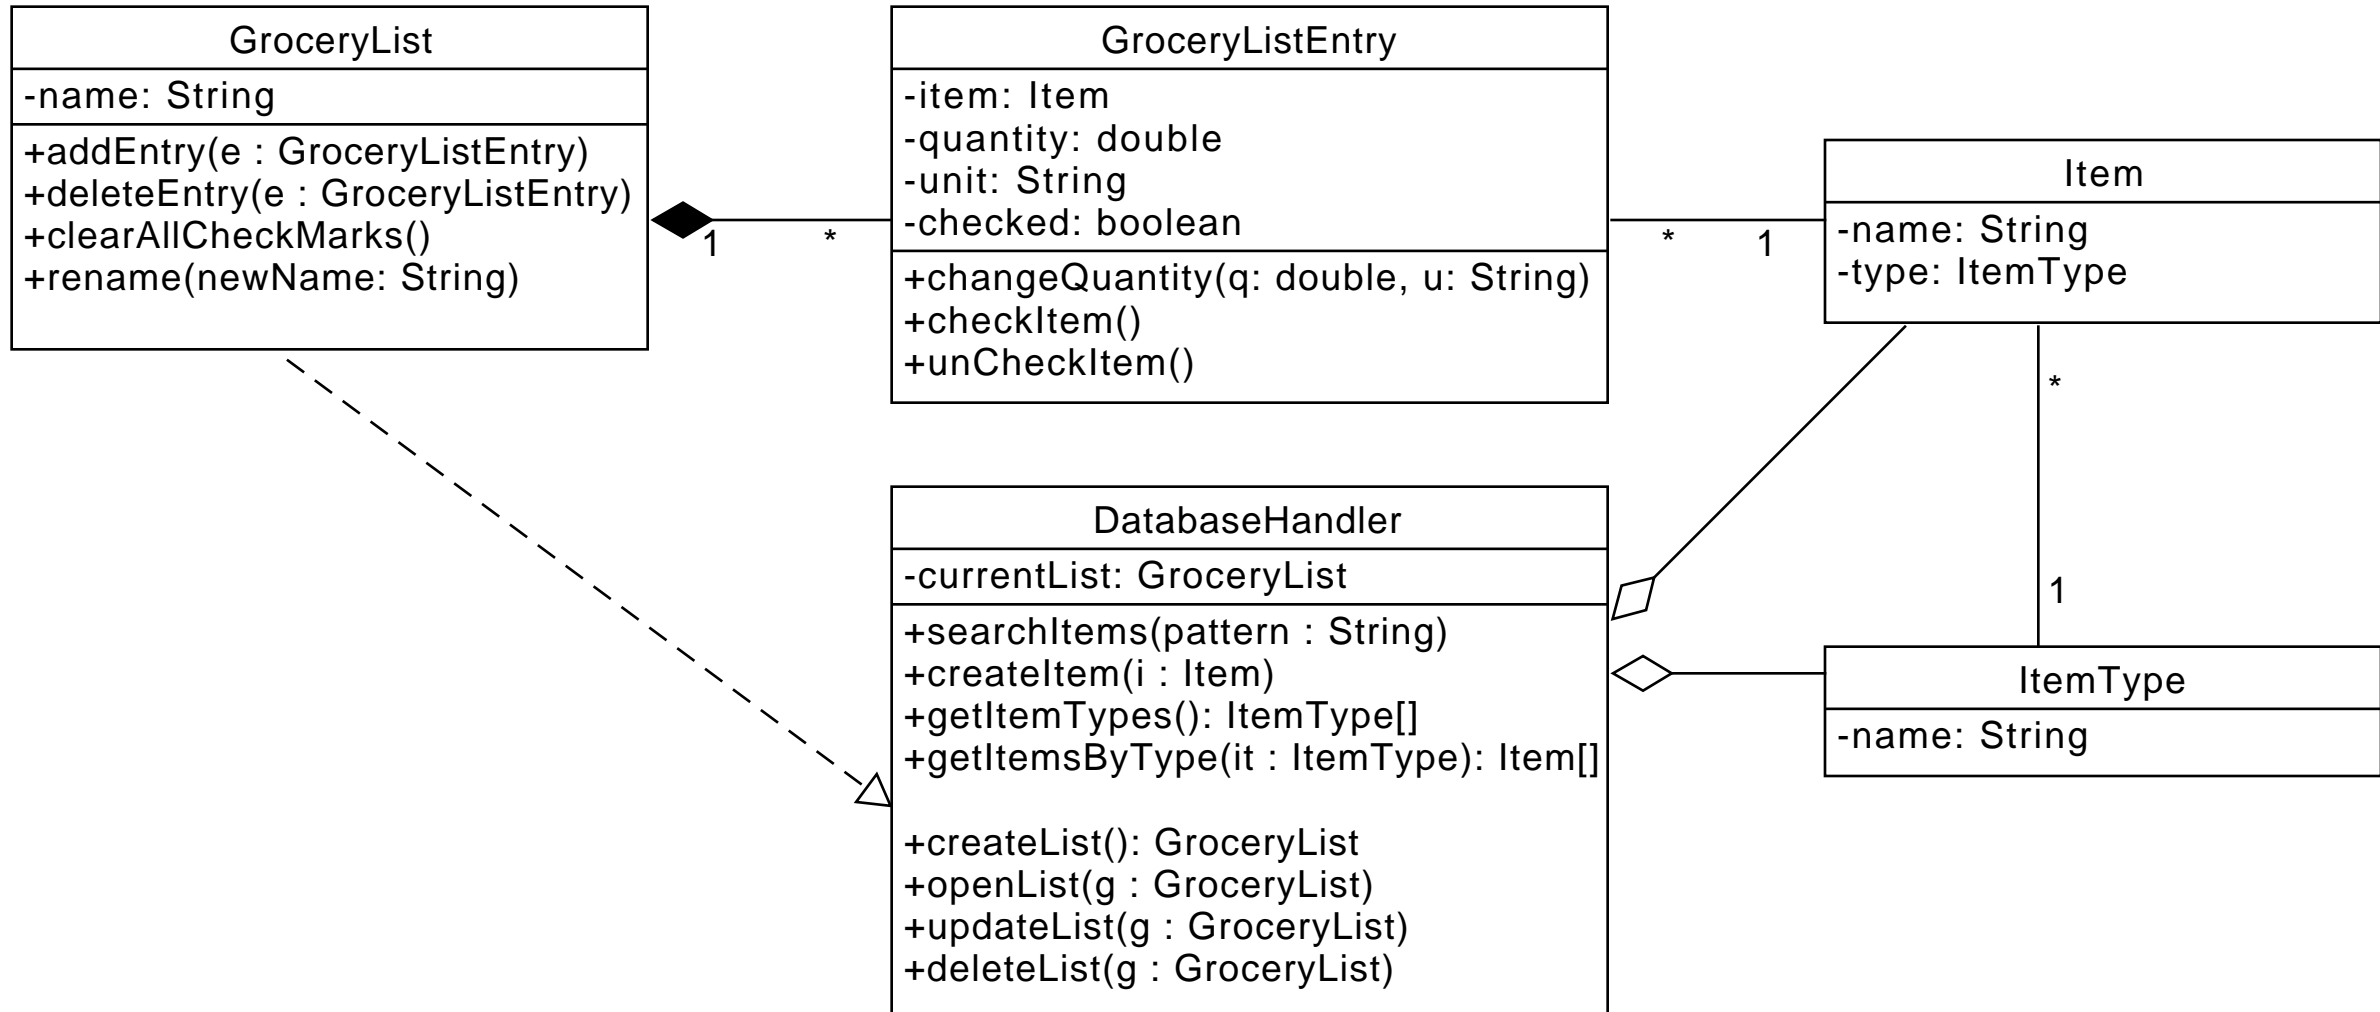 GroceryList
-name: String
+addEntry(e : GroceryListEntry)
+deleteEntry(e : GroceryListEntry)
+clearAllCheckMarks()
+rename(newName: String)
1
*
GroceryListEntry
-item: Item
-quantity: double
-unit: String
-checked: boolean
+changeQuantity(q: double, u: String)
+checkItem()
+unCheckItem()
*
1
Item
-name: String
-type: ItemType
*
1
DatabaseHandler
-currentList: GroceryList
+searchItems(pattern : String)
+createItem(i : Item)
+getItemTypes(): ItemType[]
+getItemsByType(it : ItemType): Item[]
+createList(): GroceryList
+openList(g : GroceryList)
+updateList(g : GroceryList)
+deleteList(g : GroceryList)
ItemType
-name: String